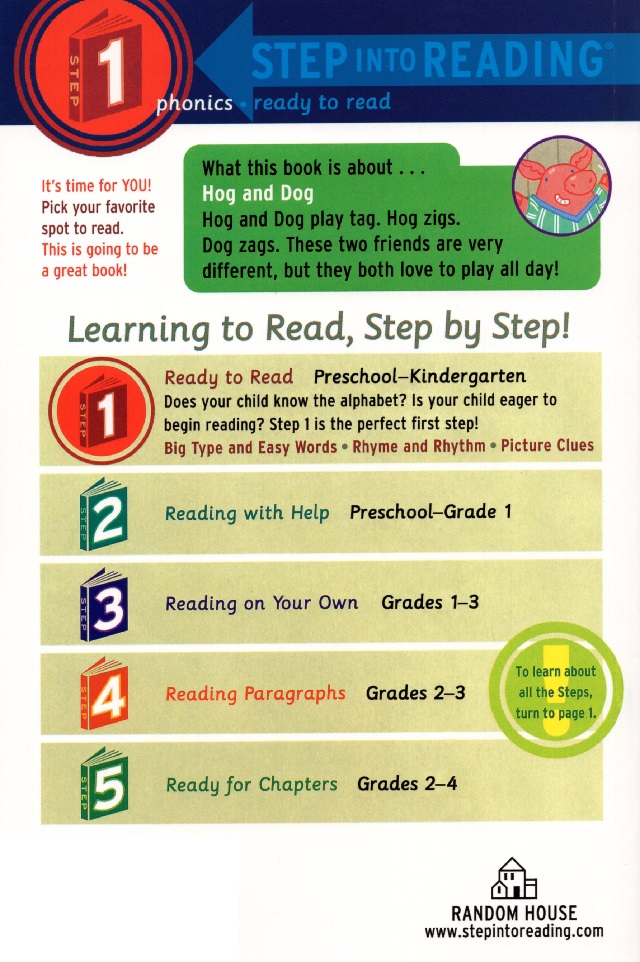 STEP 1
STEP INTO READING®
phonics • ready to read
It's time for YOU!
Pick your favorite
spot to read.
This is going to be
a great book!
What this book is about . . .
Hog and Dog
Hog and Dog play tag. Hog zigs.
Dog zags. These two friends are very
different, but they both love to play all day!
Learning to Read, Step by Step!
STEP 1
Ready to Read Preschool–Kindergarten
Does your child know the alphabet? Is your child eager to
begin reading? Step 1 is the perfect first step!
Big Type and Easy Words • Rhyme and Rhythm • Picture Clues
STEP 2
Reading with Help Preschool–Grade 1
STEP 3
Reading on Your Own Grades 1–3
STEP 4
Reading Paragraphs Grades 2–3
!
To learn about
all the Steps,
turn to page 1.
STEP 5
Ready for Chapters Grades 2–4
RANDOM HOUSE
www.stepintoreading.com